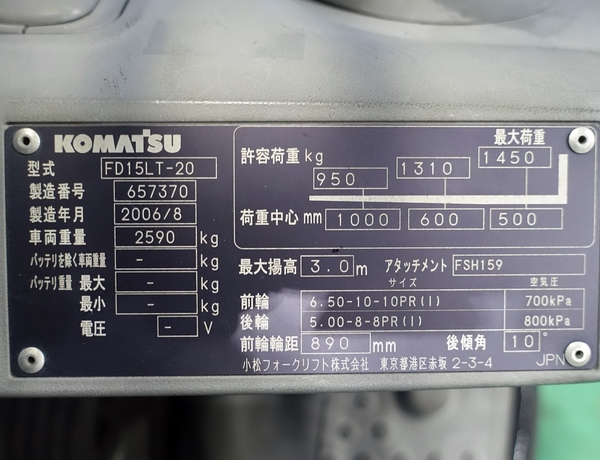 KOMATSU
型式 FD15LT-20
製造番号 657370
製造年月 2006/8
車両重量 2590 kg
バッテリを除く車両重量 - kg
バッテリ重量 最大 - kg
最小 - kg
電圧 - V
最大荷重
許容荷重 kg 950 1310 1450
荷重中心 mm 1000 600 500
最大揚高 3.0 m アタッチメント FSH159
サイズ 空気圧
前輪 6.50-10-10PR(I) 700kPa
後輪 5.00-8-8PR(I) 800kPa
前輪輪距 890 mm 後傾角 10°
小松フォークリフト株式会社 東京都港区赤坂 2-3-4 JPN